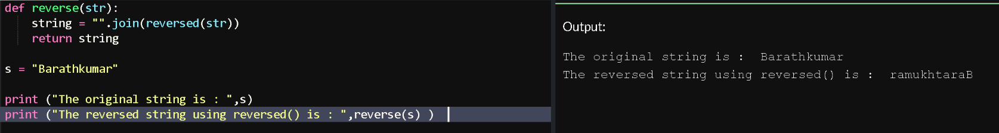 def reverse(str):
    string = "".join(reversed(str))
    return string
s = "Barathkumar"
print ("The original string is : ",s)
print ("The reversed string using reversed() is : ",reverse(s) )
Output:
The original string is :  Barathkumar
The reversed string using reversed() is :  ramukhtaraB